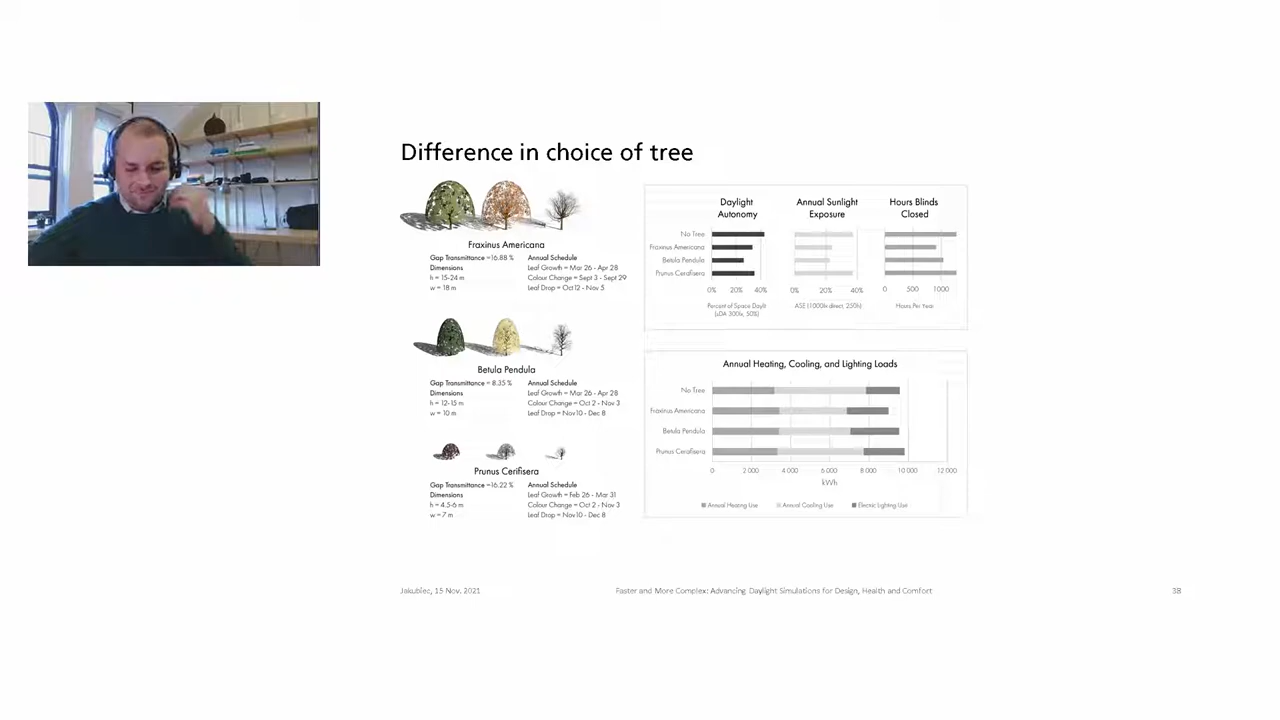 Difference in choice of tree
Fraxinus Americana
Gap Transmittance =16.88 %
Dimensions
h = 15-24 m
w = 18 m
Annual Schedule
Leaf Growth = Mar 26 - Apr 28
Colour Change = Sept 3 - Sept 29
Leaf Drop = Oct 12 - Nov 5
Betula Pendula
Gap Transmittance = 8.35 %
Dimensions
h = 12-15 m
w = 10 m
Annual Schedule
Leaf Growth = Mar 26 - Apr 28
Colour Change = Oct 2 - Nov 3
Leaf Drop = Nov 10 - Dec 8
Prunus Cerifisera
Gap Transmittance =16.22 %
Dimensions
h = 4.5-6 m
w = 7 m
Annual Schedule
Leaf Growth = Feb 26 - Mar 31
Colour Change = Oct 2 - Nov 3
Leaf Drop = Nov 10 - Dec 8
Daylight
Autonomy
Annual Sunlight
Exposure
Hours Blinds
Closed
No Tree
Fraxinus Americana
Betula Pendula
Prunus Cerafisera
0% 20% 40%
0% 20% 40%
0 500 1000
Percent of Space Daylit
(sDA 300lx, 50%)
ASE (1000lx direct, 250h)
Hours Per Year
Annual Heating, Cooling, and Lighting Loads
No Tree
Fraxinus Americana
Betula Pendula
Prunus Cerafisera
0 2 000 4 000 6 000 8 000 10 000 12 000
kWh
Annual Heating Use Annual Cooling Use Electric Lighting Use
Jakubiec, 15 Nov. 2021
Faster and More Complex: Advancing Daylight Simulations for Design, Health and Comfort
38